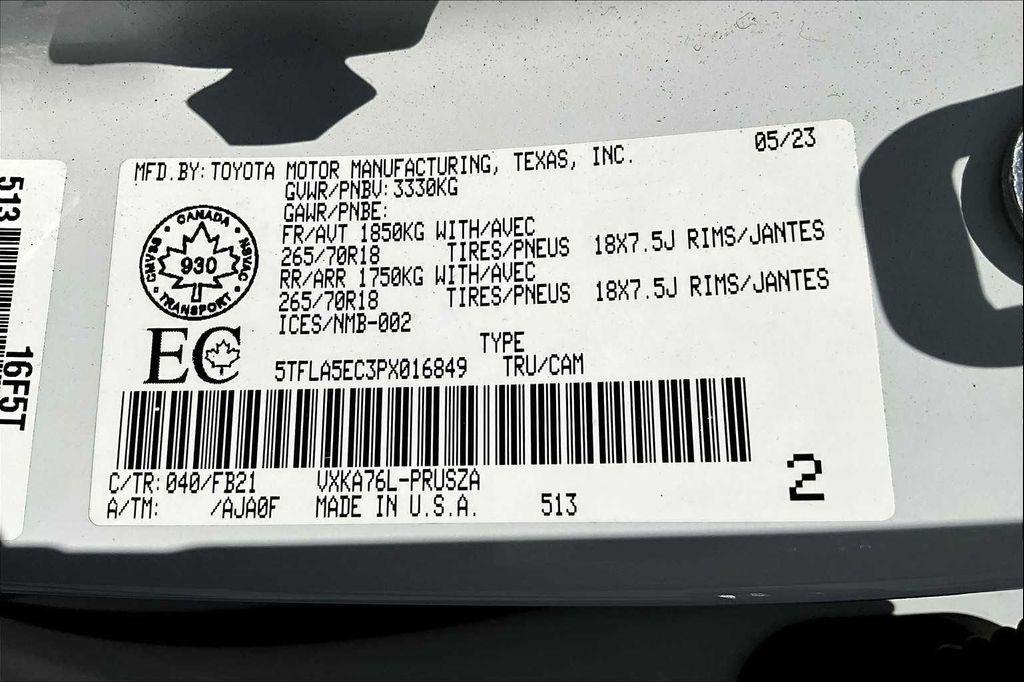 MFD.BY: TOYOTA MOTOR MANUFACTURING, TEXAS, INC. 05/23
GVWR/PNBV: 3330KG
GAWR/PNBE:
FR/AVT 1850KG WITH/AVEC
265/70R18 TIRES/PNEUS 18X7.5J RIMS/JANTES
RR/ARR 1750KG WITH/AVEC
265/70R18 TIRES/PNEUS 18X7.5J RIMS/JANTES
ICES/NMB-002
CANADA
CMVSS
NSVAC
930
TRANSPORT
EC
TYPE
5TFLA5EC3PX016849 TRU/CAM
C/TR: 040/FB21 VXKA76L-PRUSZA
A/TM: /AJA0F MADE IN U.S.A. 513
2
513
16F5T